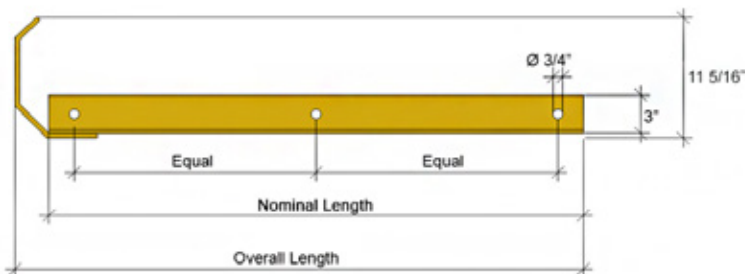 Ø 3/4"
11 5/16"
3"
Equal
Equal
Nominal Length
Overall Length